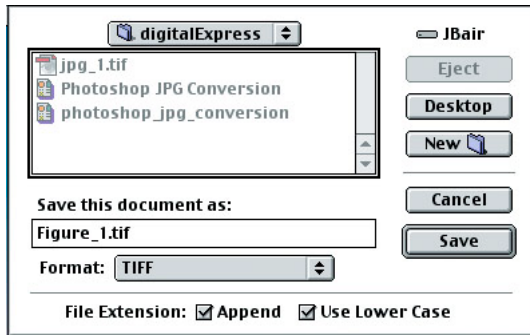 digitalExpress
JBair
jpg_1.tif
Photoshop JPG Conversion
photoshop_jpg_conversion
Eject
Desktop
New
Save this document as:
Figure_1.tif
Format: TIFF
Cancel
Save
File Extension: Append Use Lower Case